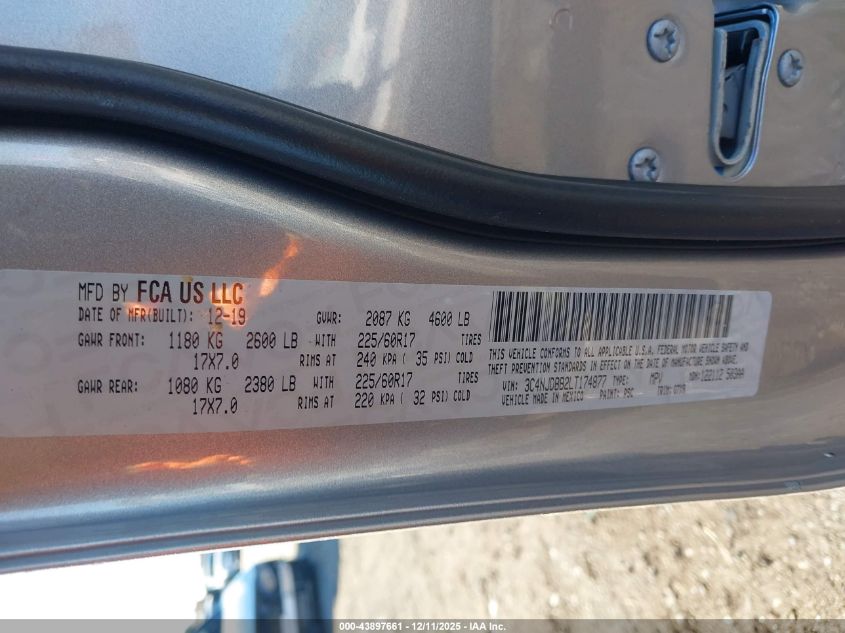 MFD BY FCA US LLC
DATE OF MFR(BUILT): 12-19 GVWR: 2087 KG 4600 LB
GAWR FRONT: 1180 KG 2600 LB WITH 225/60R17 TIRES
17X7.0 RIMS AT 240 KPA ( 35 PSI) COLD
GAWR REAR: 1080 KG 2380 LB WITH 225/60R17 TIRES
17X7.0 RIMS AT 220 KPA ( 32 PSI) COLD
THIS VEHICLE CONFORMS TO ALL APPLICABLE U.S.A. FEDERAL MOTOR VEHICLE SAFETY AND
THEFT PREVENTION STANDARDS IN EFFECT ON THE DATE OF MANUFACTURE SHOWN ABOVE.
VIN: 3C4NJDBB2LT174877 TYPE: MPV MDH:
VEHICLE MADE IN MEXICO PAINT: PSC TRIM:
000-43897661 - 12/11/2025 - IAA Inc.